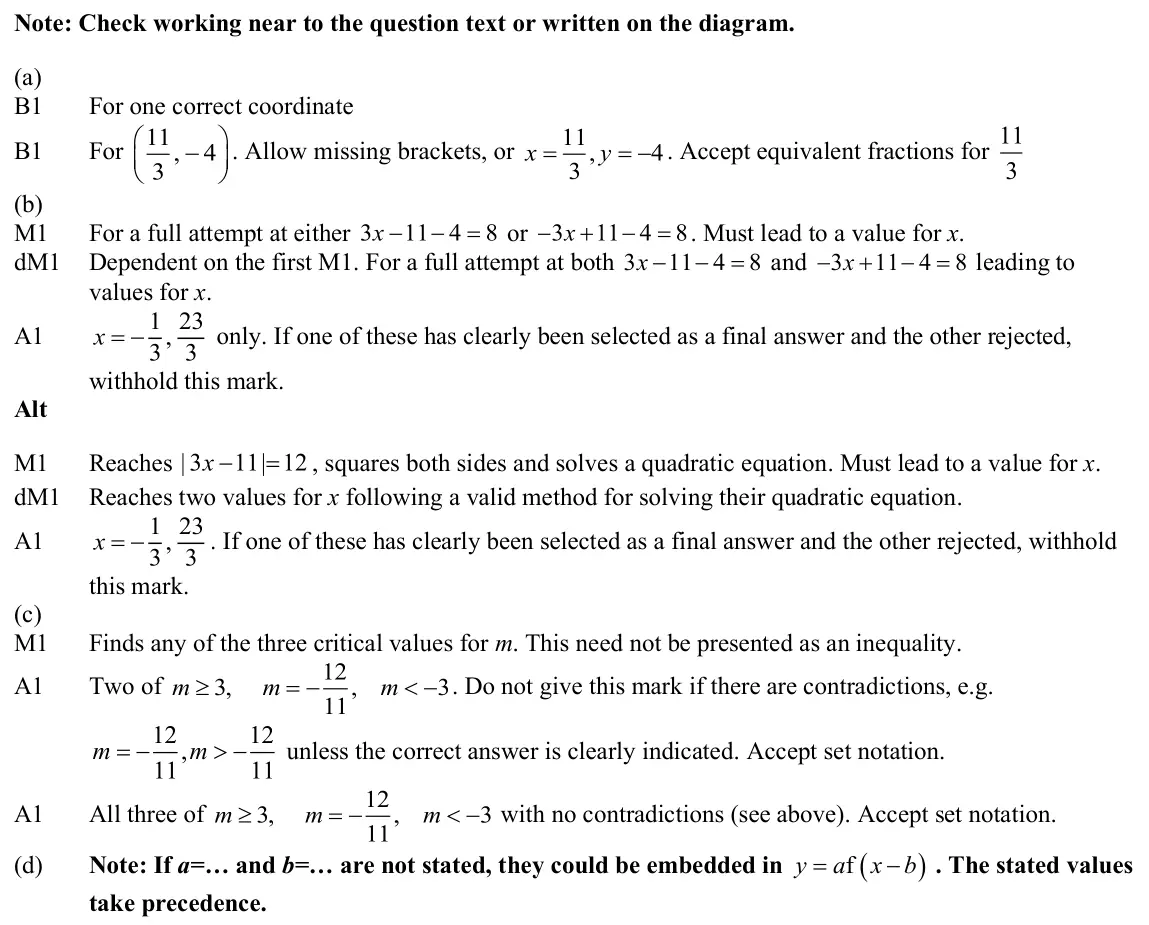 Note: Check working near to the question text or written on the diagram.
(a)
B1 For one correct coordinate
B1 For (11/3, −4). Allow missing brackets, or x = 11/3, y = −4. Accept equivalent fractions for 11/3
(b)
M1 For a full attempt at either 3x−11−4=8 or −3x+11−4=8. Must lead to a value for x.
dM1 Dependent on the first M1. For a full attempt at both 3x−11−4=8 and −3x+11−4=8 leading to
values for x.
A1 x = −1/3, 23/3 only. If one of these has clearly been selected as a final answer and the other rejected,
withhold this mark.
Alt
M1 Reaches |3x−11|=12, squares both sides and solves a quadratic equation. Must lead to a value for x.
dM1 Reaches two values for x following a valid method for solving their quadratic equation.
A1 x = −1/3, 23/3. If one of these has clearly been selected as a final answer and the other rejected, withhold
this mark.
(c)
M1 Finds any of the three critical values for m. This need not be presented as an inequality.
A1 Two of m ≥ 3, m = −12/11, m < −3. Do not give this mark if there are contradictions, e.g.
m = −12/11, m > −12/11 unless the correct answer is clearly indicated. Accept set notation.
A1 All three of m ≥ 3, m = −12/11, m < −3 with no contradictions (see above). Accept set notation.
(d) Note: If a=… and b=… are not stated, they could be embedded in y = af(x−b). The stated values
take precedence.